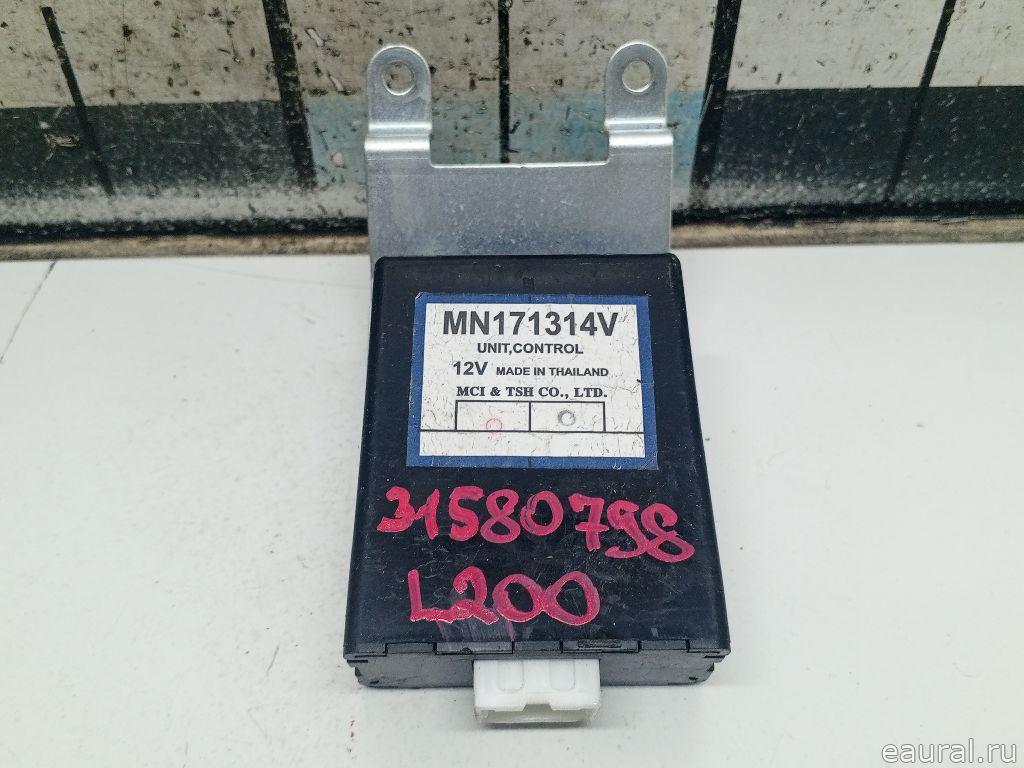 MN171314V
UNIT,CONTROL
12V MADE IN THAILAND
MCI & TSH CO., LTD.
31580798
L200
eaural.ru